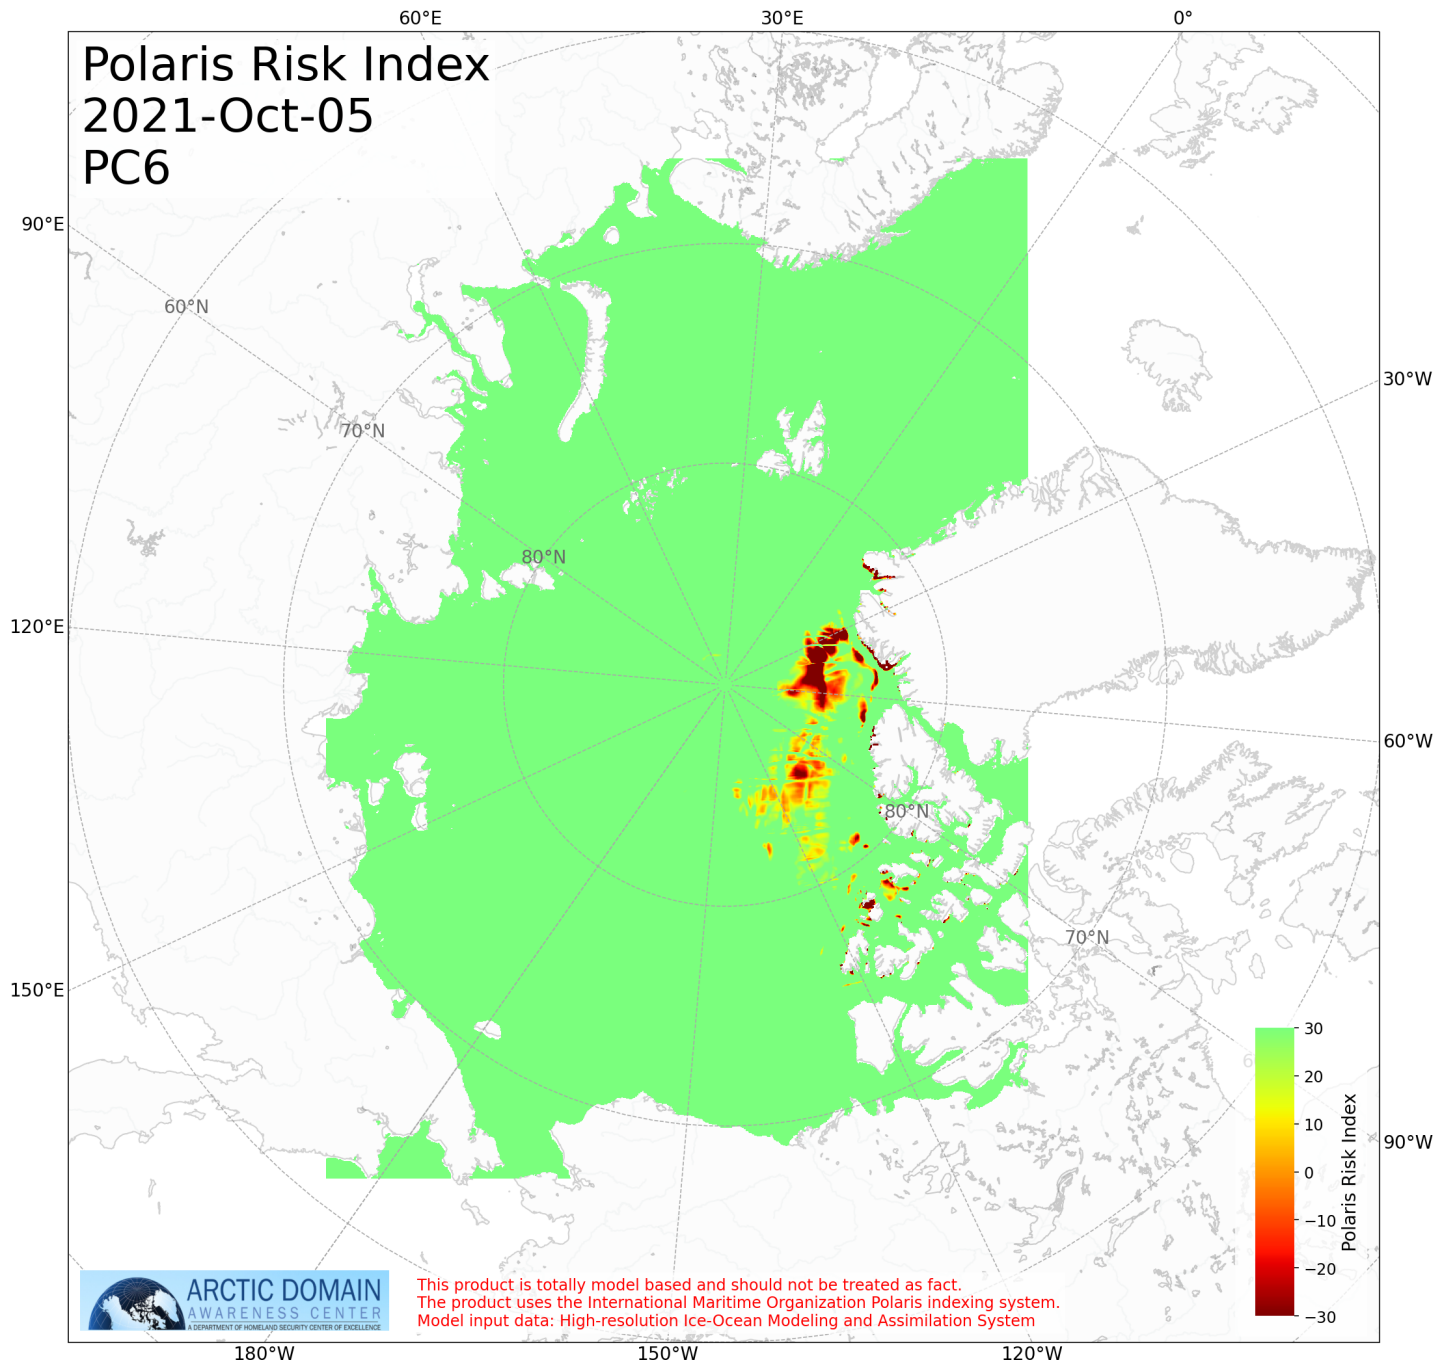 60°E 30°E 0°
Polaris Risk Index
2021-Oct-05
PC6
90°E
60°N
30°W
70°N
80°N
120°E
60°W
80°N
70°N
150°E
30
20
10
0
−10
−20
−30
Polaris Risk Index
90°W
ARCTIC DOMAIN
AWARENESS CENTER
A DEPARTMENT OF HOMELAND SECURITY CENTER OF EXCELLENCE
This product is totally model based and should not be treated as fact.
The product uses the International Maritime Organization Polaris indexing system.
Model input data: High-resolution Ice-Ocean Modeling and Assimilation System
180°W 150°W 120°W